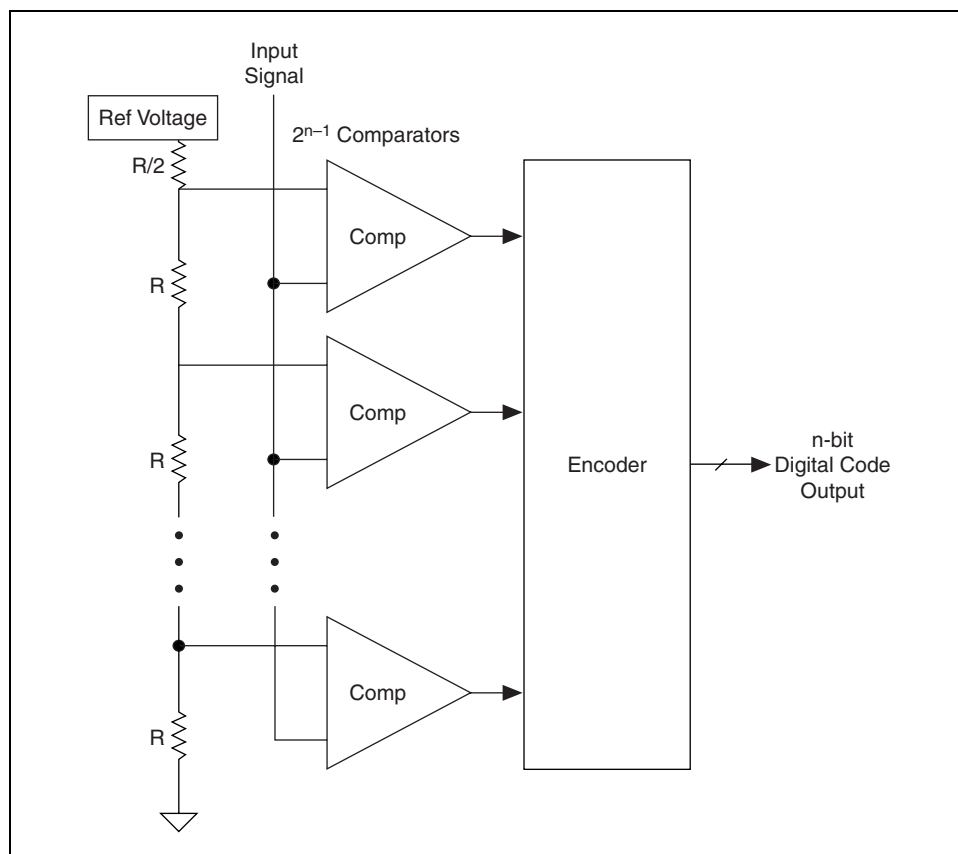 Input
Signal
Ref Voltage
2ⁿ⁻¹ Comparators
R/2
Comp
R
Comp
R
Encoder
n-bit
Digital Code
Output
Comp
R